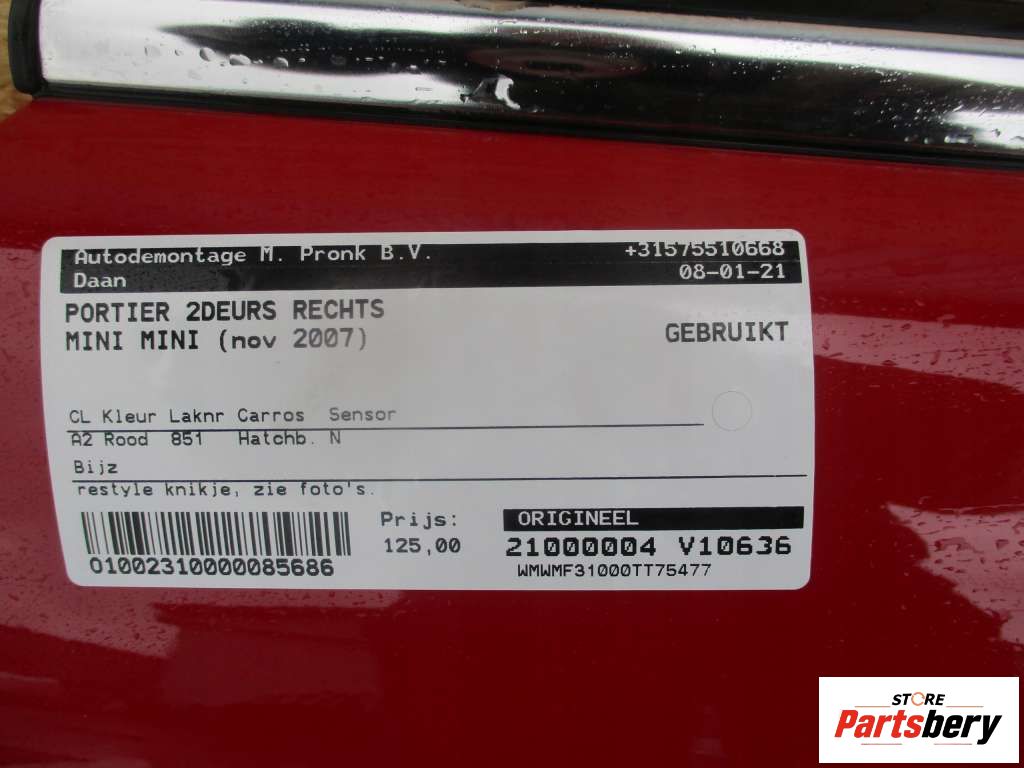 Autodemontage M. Pronk B.V. +31575510668
Daan 08-01-21
PORTIER 2DEURS RECHTS
MINI MINI (nov 2007) GEBRUIKT
CL Kleur Laknr Carros Sensor
A2 Rood 851 Hatchb. N
Bijz
restyle knikje, zie foto's.
Prijs: ORIGINEEL
125,00 21000004 V10636
01002310000085686 WMWMF31000TT75477
STORE
Partsbery